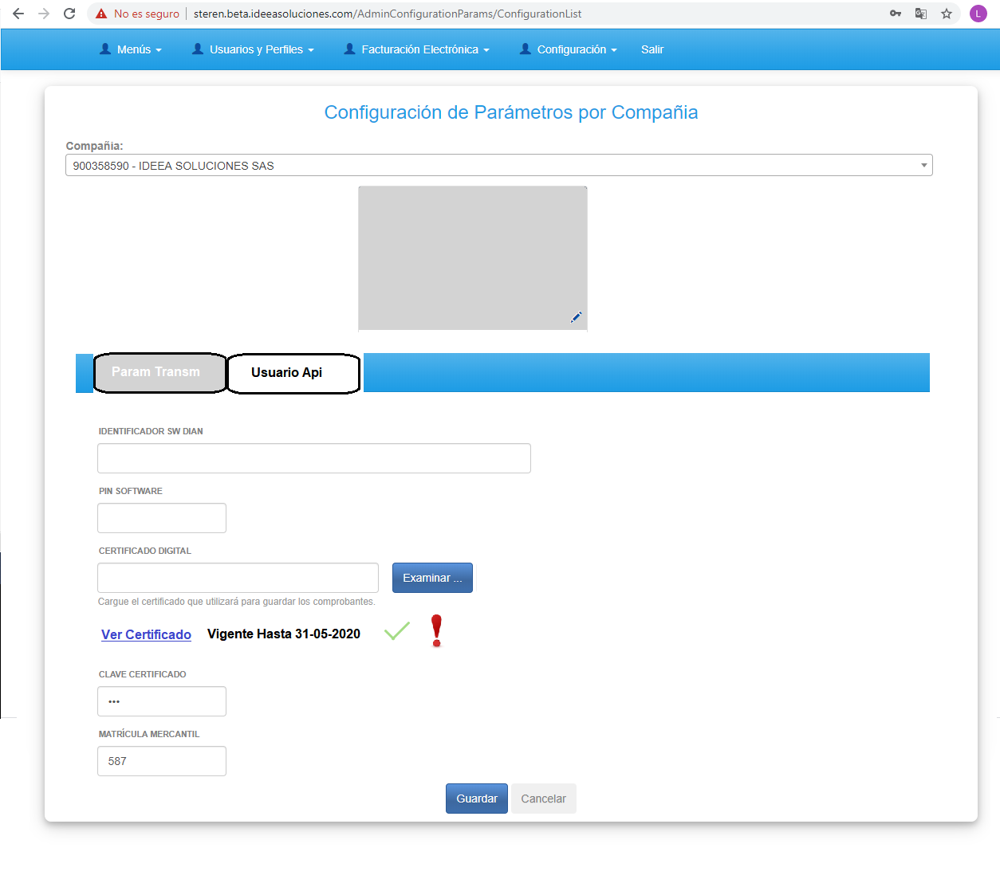 No es seguro | steren.beta.ideeasoluciones.com/AdminConfigurationParams/ConfigurationList
L
Menús Usuarios y Perfiles Facturación Electrónica Configuración Salir
Configuración de Parámetros por Compañia
Compañia:
900358590 - IDEEA SOLUCIONES SAS
Param Transm Usuario Api
IDENTIFICADOR SW DIAN
PIN SOFTWARE
CERTIFICADO DIGITAL
Examinar ...
Cargue el certificado que utilizará para guardar los comprobantes.
Ver Certificado Vigente Hasta 31-05-2020
CLAVE CERTIFICADO
•••
MATRÍCULA MERCANTIL
587
Guardar Cancelar